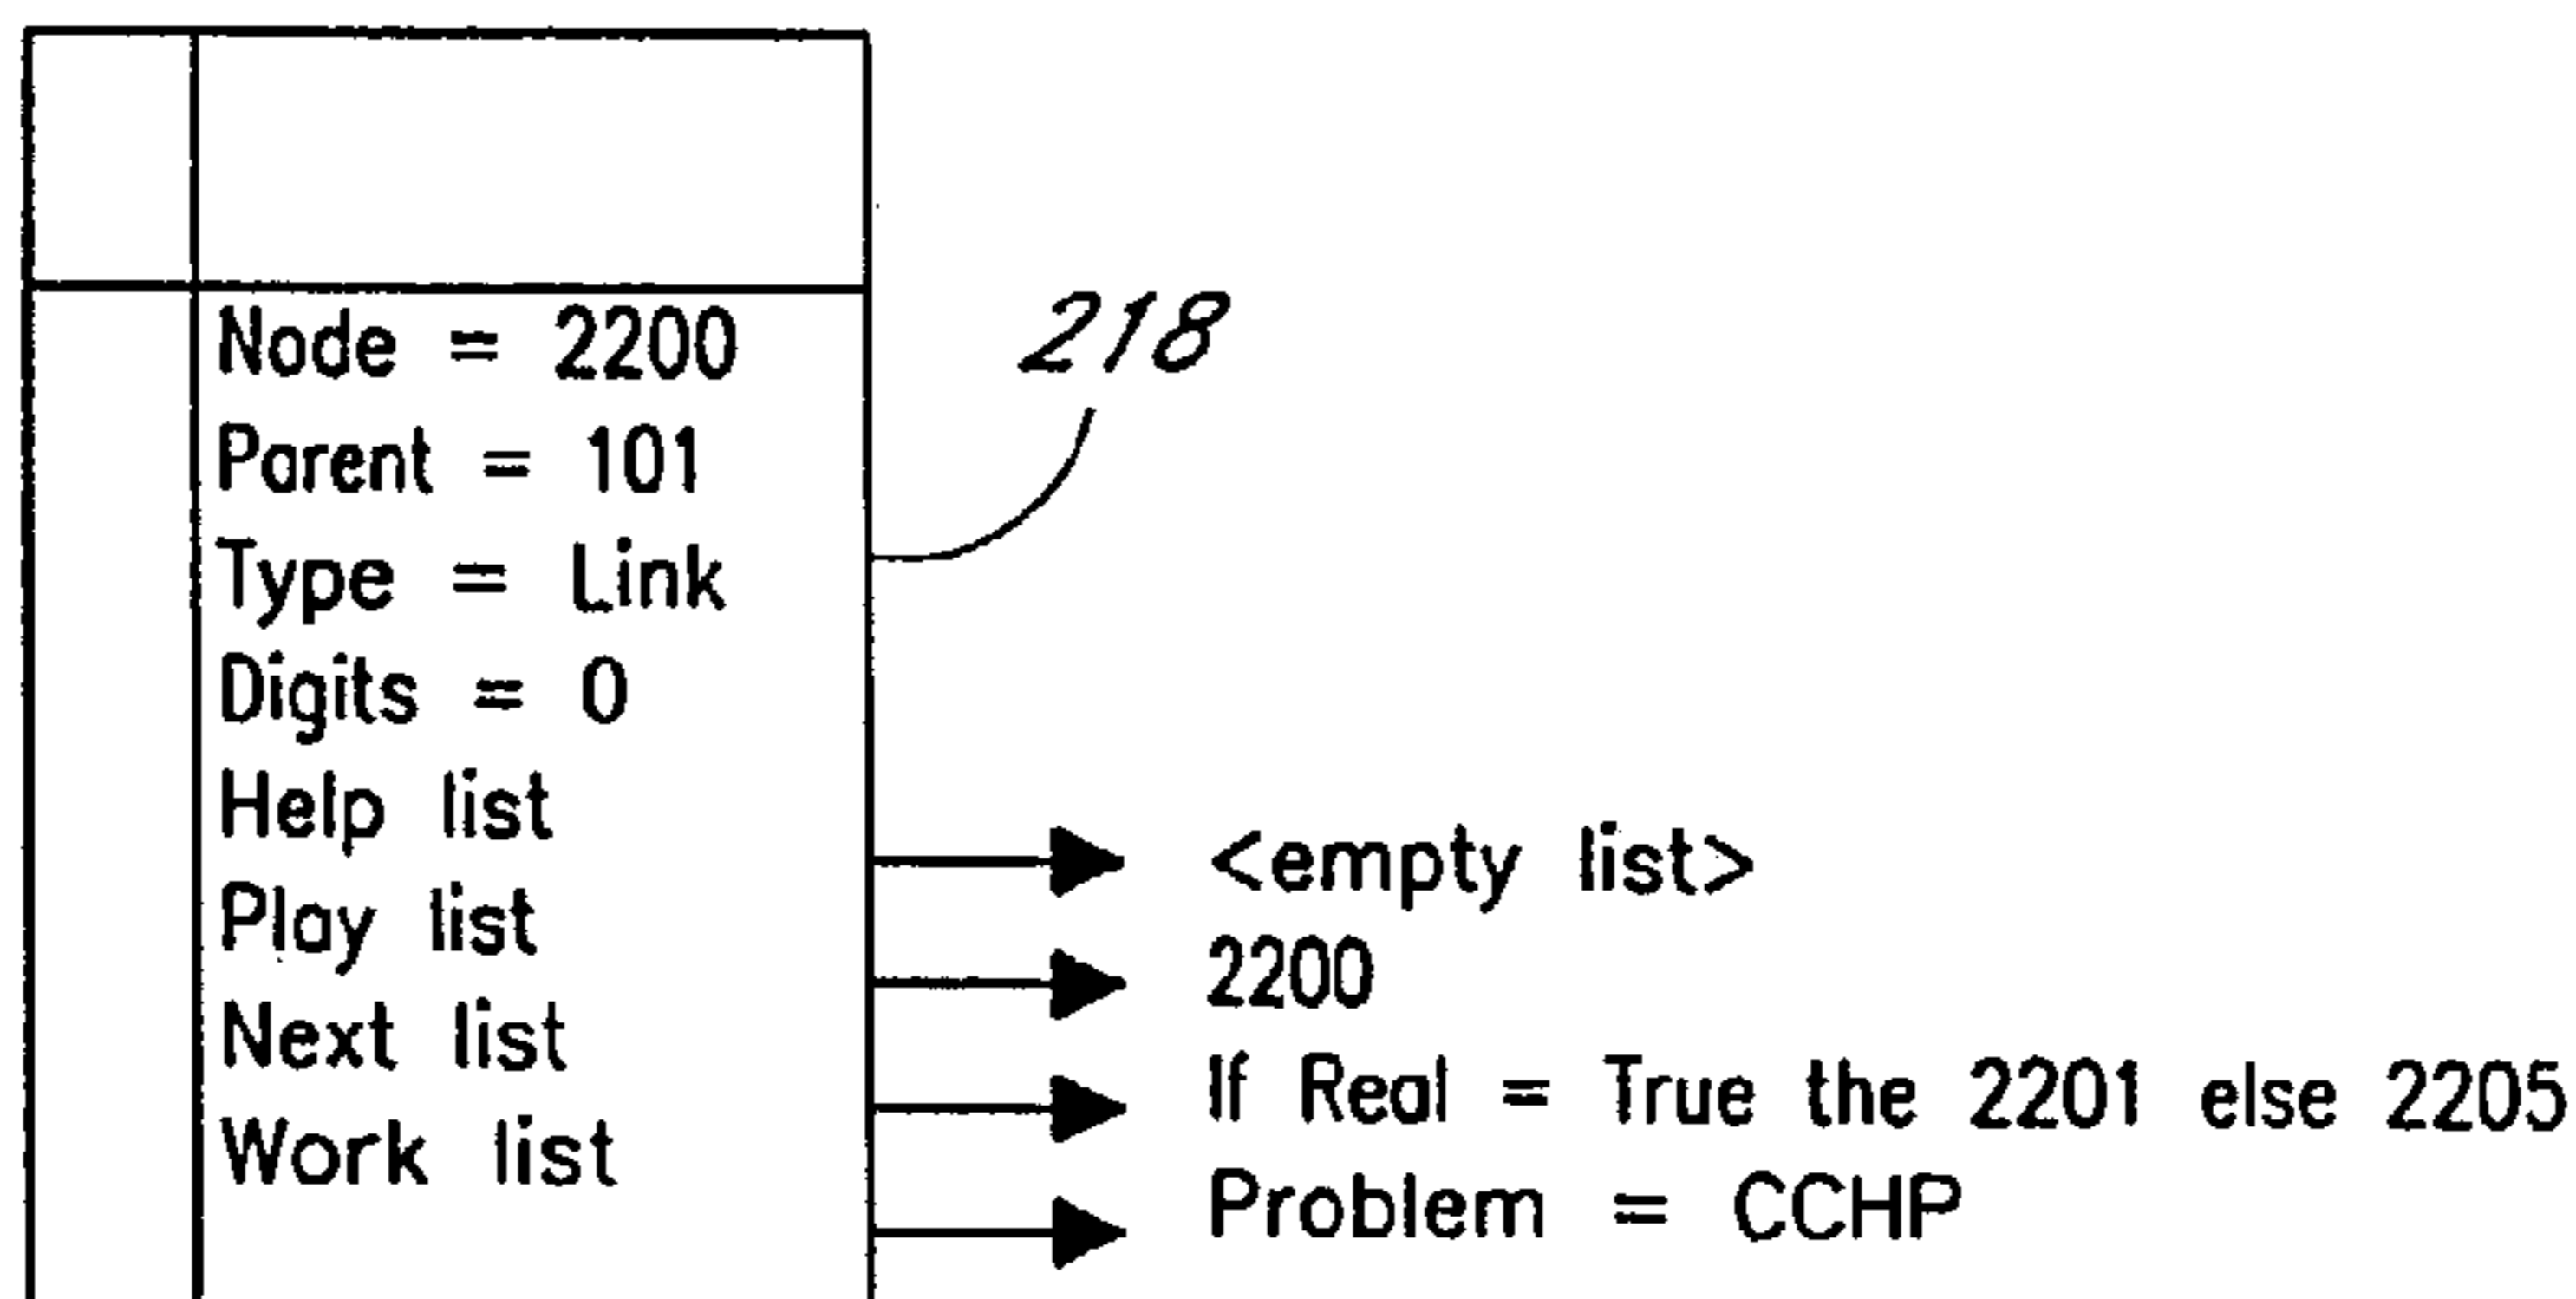 Node = 2200
218
Parent = 101
Type = Link
Digits = 0
Help list
<empty list>
Play list
2200
Next list
If Real = True the 2201 else 2205
Work list
Problem = CCHP